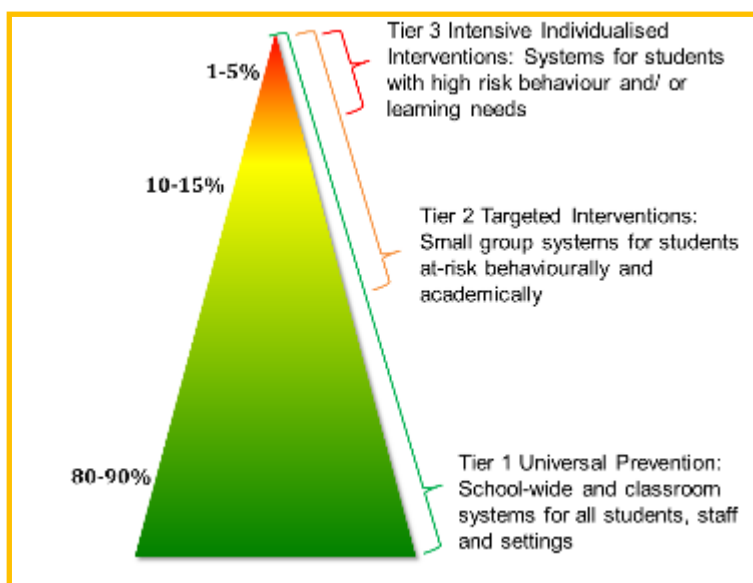 Tier 3 Intensive Individualised
Interventions: Systems for students
with high risk behaviour and/ or
learning needs
1-5%
10-15%
Tier 2 Targeted Interventions:
Small group systems for students
at-risk behaviourally and
academically
80-90%
Tier 1 Universal Prevention:
School-wide and classroom
systems for all students, staff
and settings